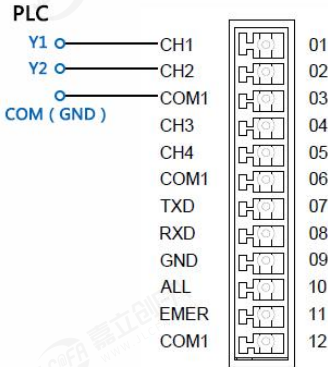 PLC
Y1 CH1 01
Y2 CH2 02
COM1 03
COM ( GND )
CH3 04
CH4 05
COM1 06
TXD 07
RXD 08
GND 09
ALL 10
EMER 11
COM1 12